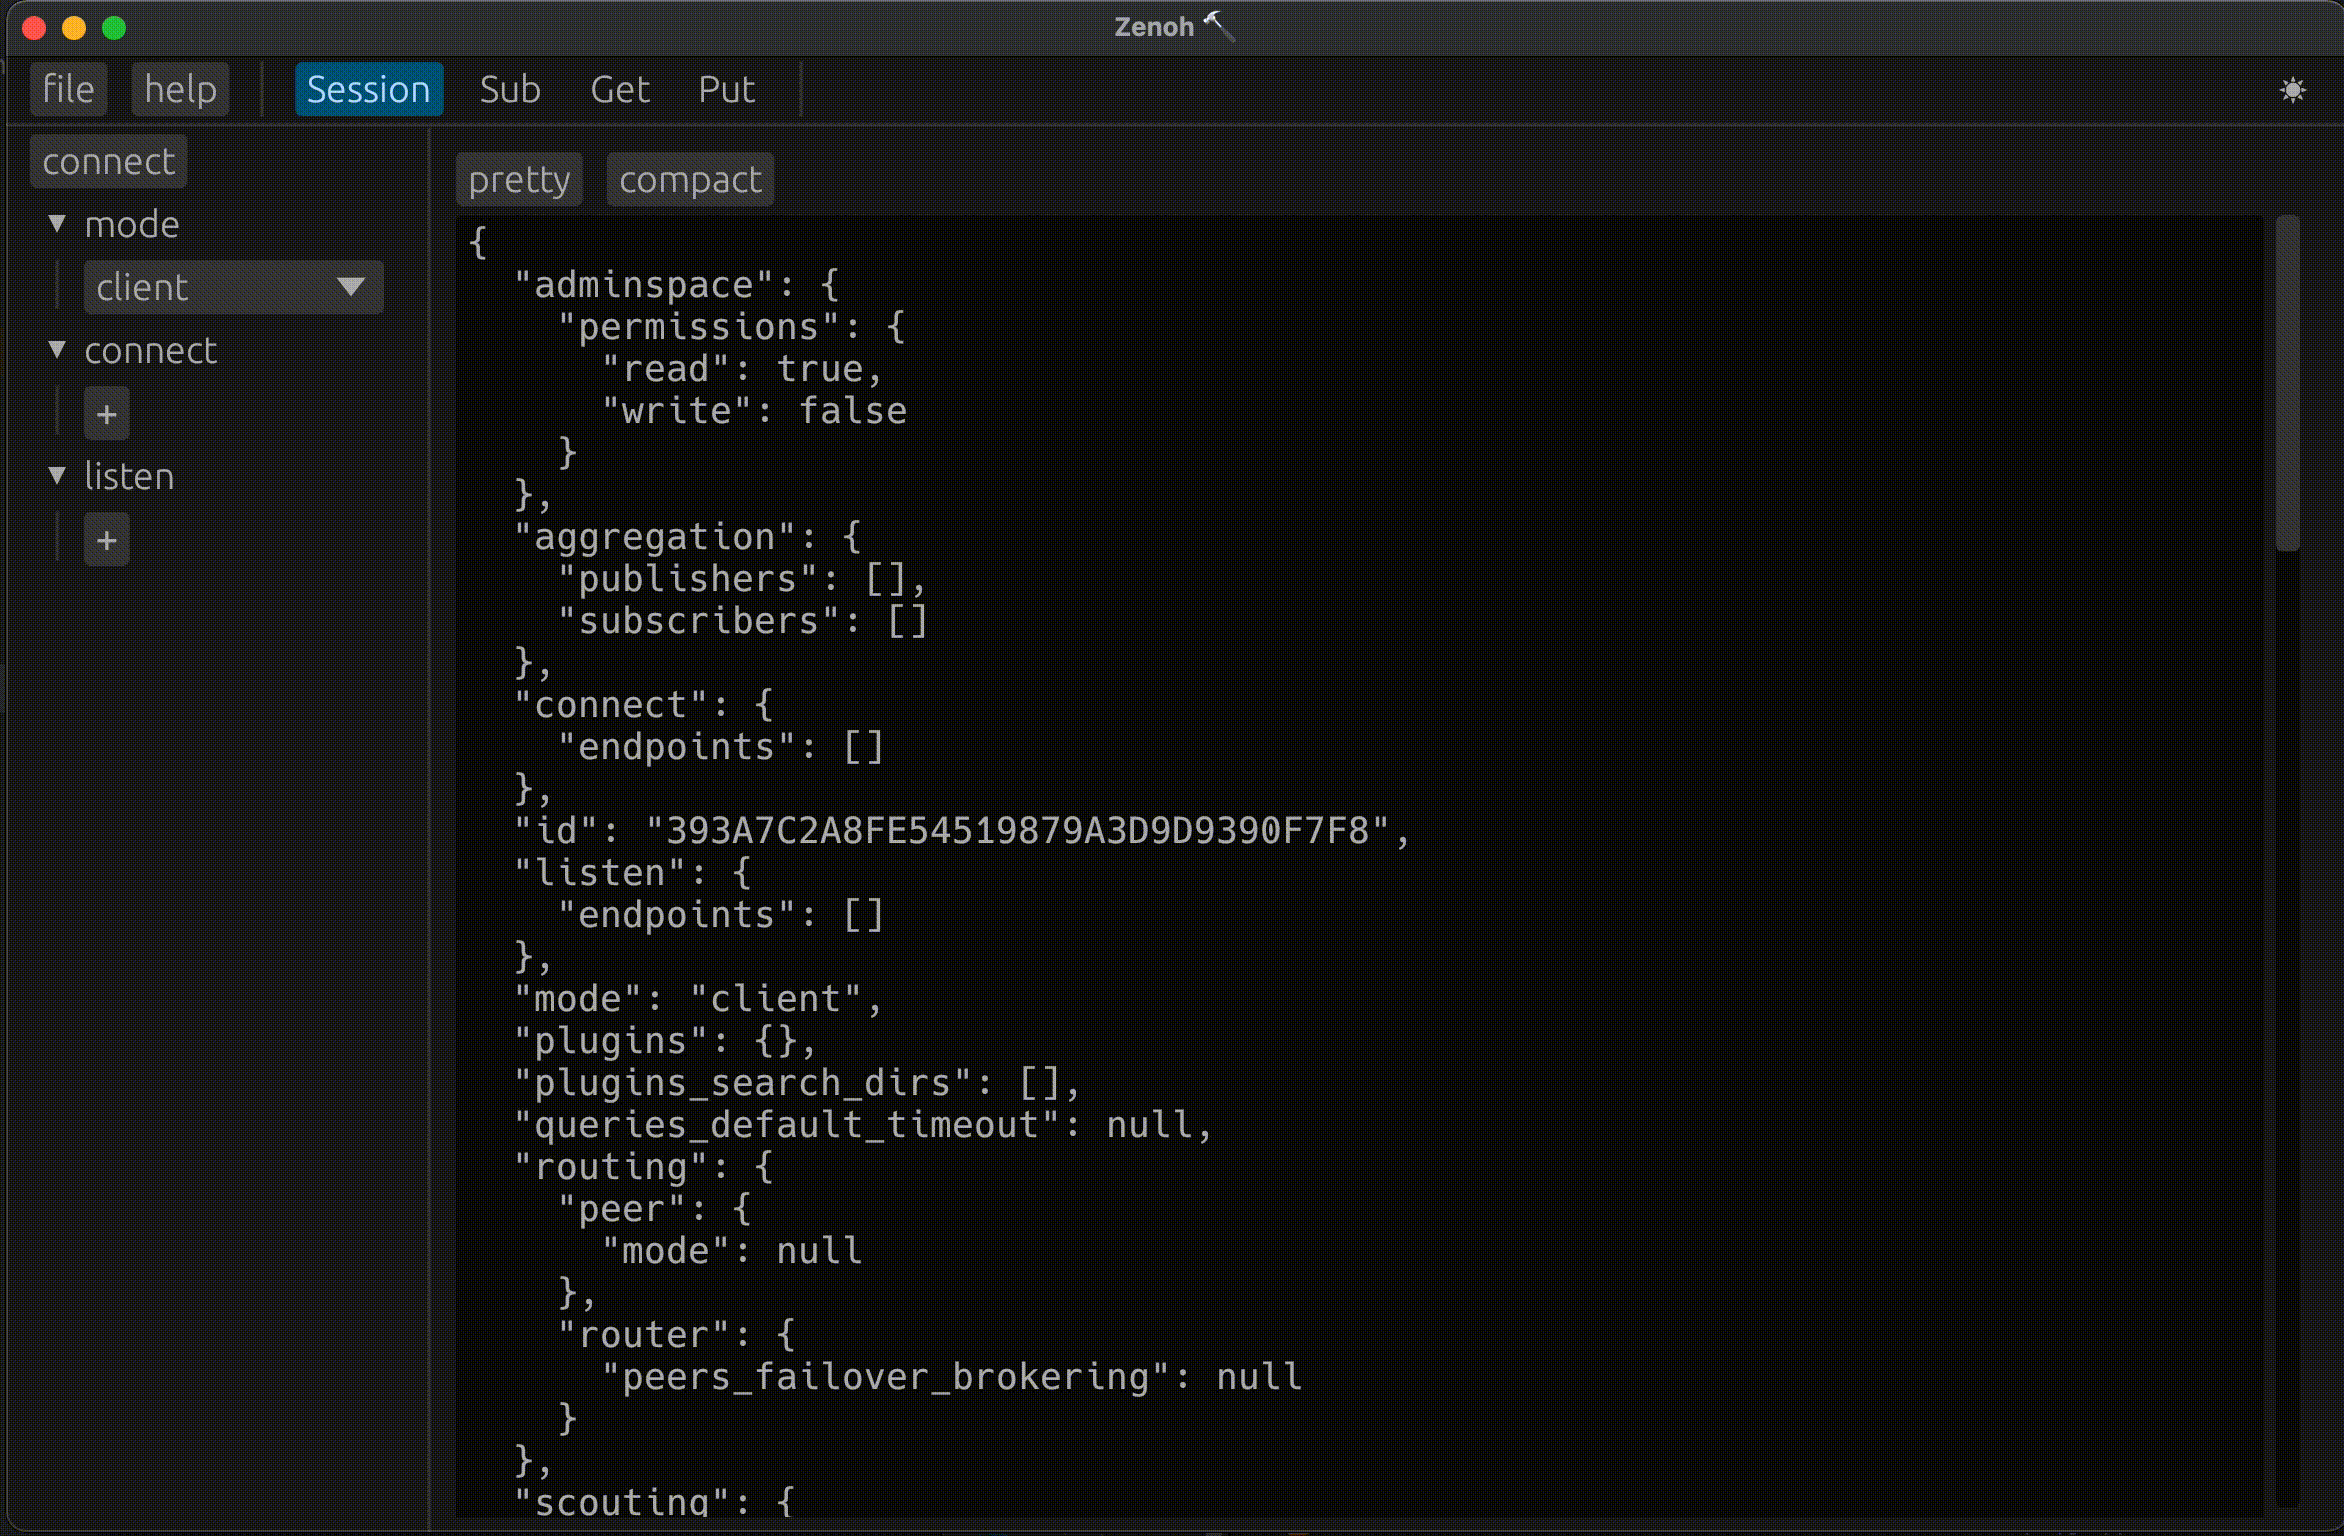 Zenoh
file help Session Sub Get Put
connect
mode
client
connect
+
listen
+
pretty compact
{
  "adminspace": {
    "permissions": {
      "read": true,
      "write": false
    }
  },
  "aggregation": {
    "publishers": [],
    "subscribers": []
  },
  "connect": {
    "endpoints": []
  },
  "id": "393A7C2A8FE54519879A3D9D9390F7F8",
  "listen": {
    "endpoints": []
  },
  "mode": "client",
  "plugins": {},
  "plugins_search_dirs": [],
  "queries_default_timeout": null,
  "routing": {
    "peer": {
      "mode": null
    },
    "router": {
      "peers_failover_brokering": null
    }
  },
  "scouting": {